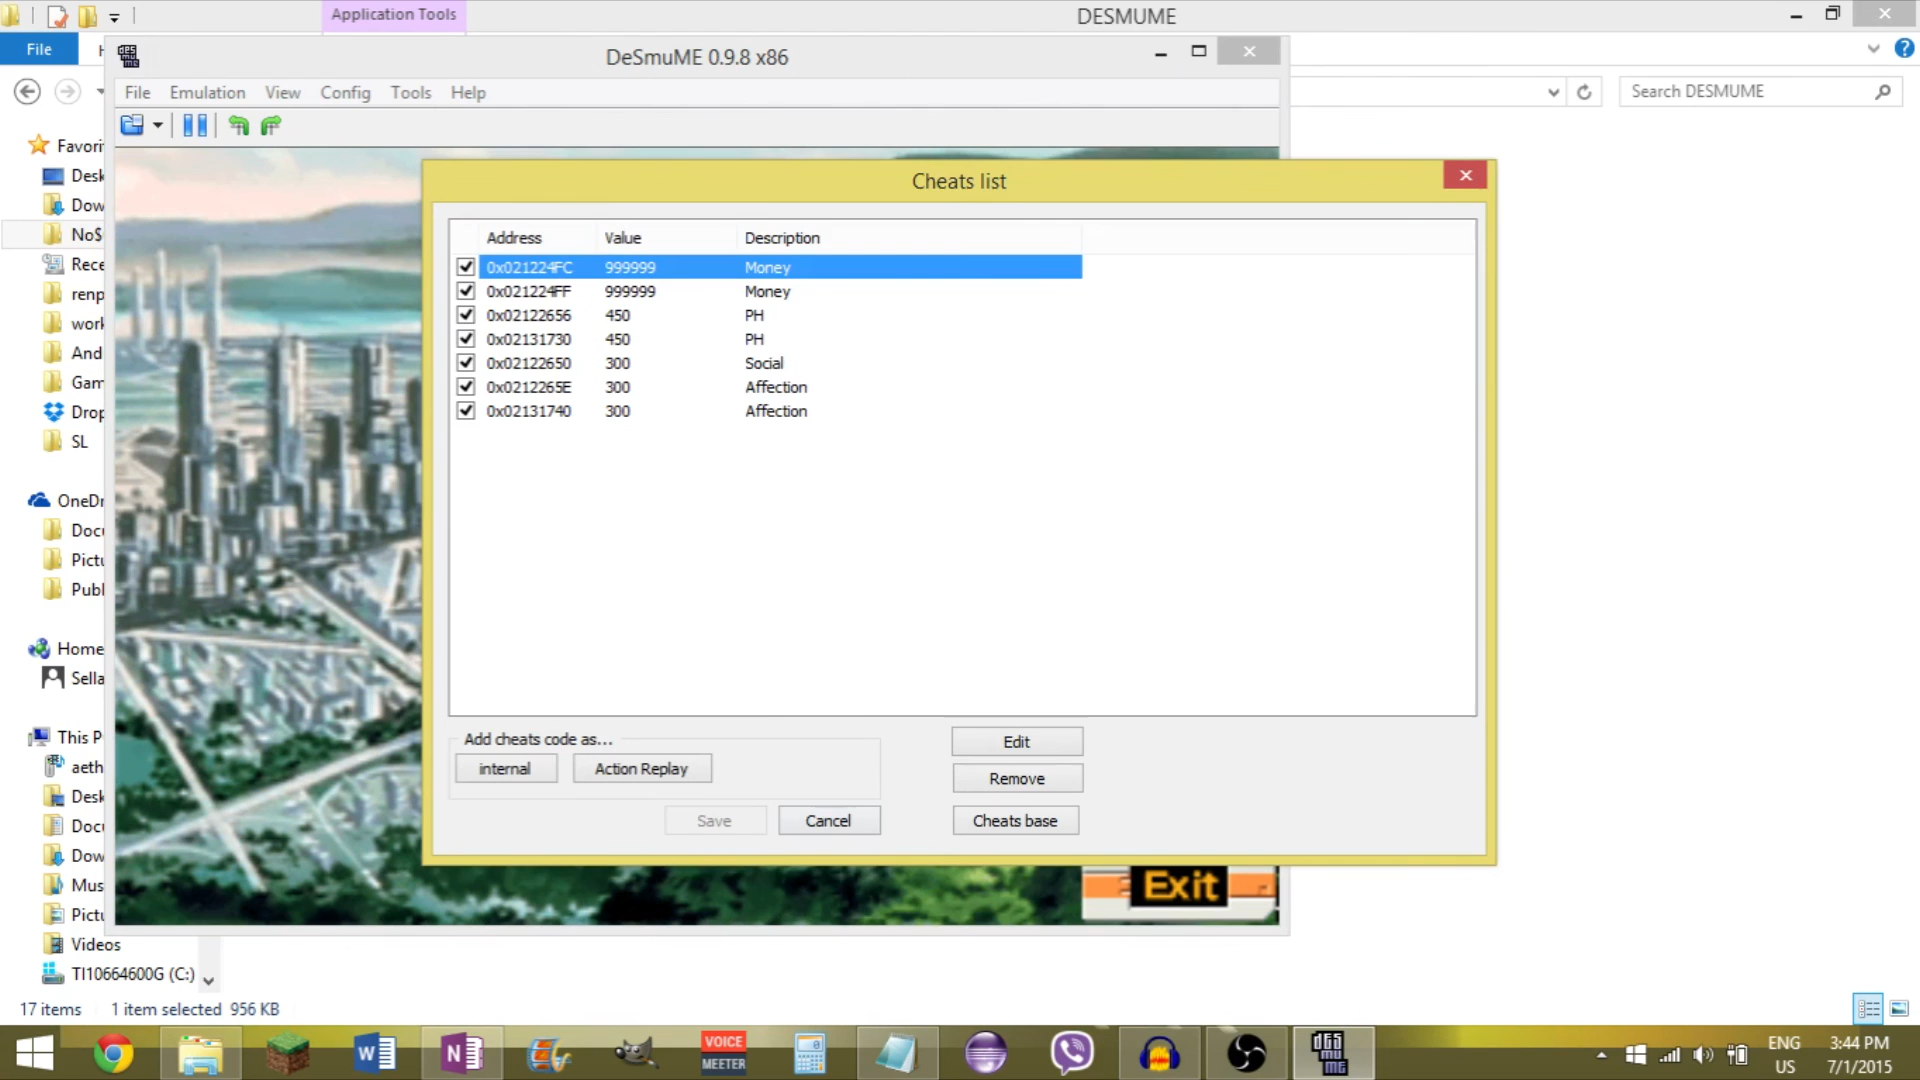 Application Tools
DESMUME
File
DeSmuME 0.9.8 x86
File Emulation View Config Tools Help
Search DESMUME
Favori
Desk
Dow
No$
Rece
renp
work
And
Gam
Drop
SL
OneDr
Docu
Pictu
Publ
Home
Sella
This P
aeth
Desk
Docu
Dow
Mus
Pictu
Videos
TI10664600G (C:)
Cheats list
Address Value Description
0x021224FC 999999 Money
0x021224FF 999999 Money
0x02122656 450 PH
0x02131730 450 PH
0x02122650 300 Social
0x0212265E 300 Affection
0x02131740 300 Affection
Add cheats code as...
internal Action Replay
Edit
Remove
Save Cancel Cheats base
Exit
17 items 1 item selected 956 KB
VOICE
MEETER
ENG
US
3:44 PM
7/1/2015